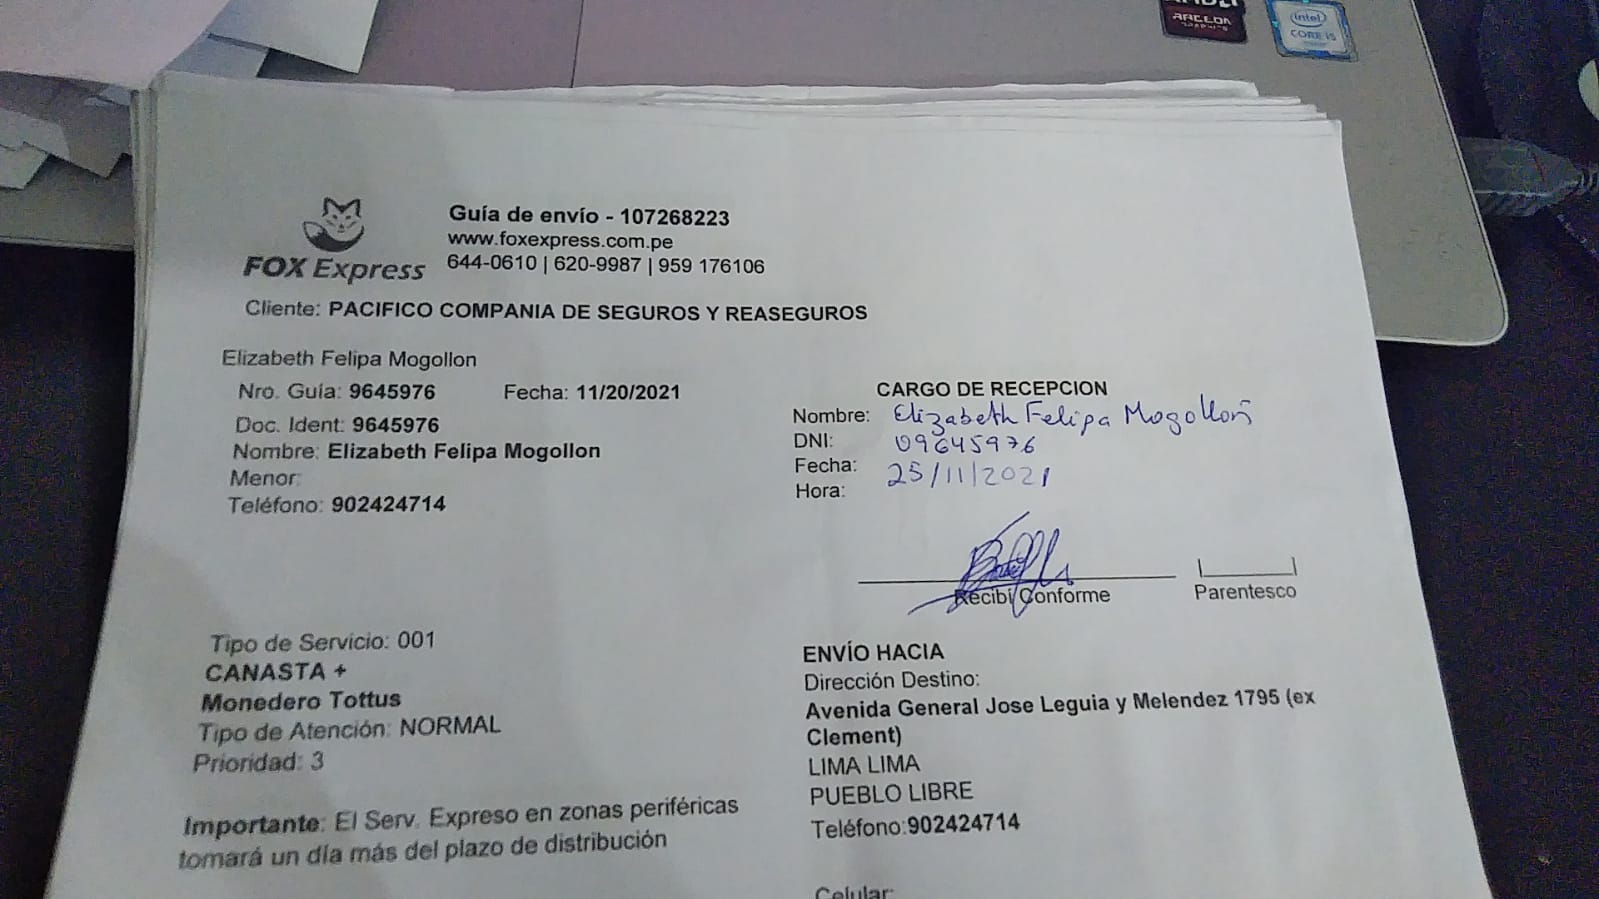 RADEON
GRAPHICS
intel
CORE i5
FOX Express
Guía de envío - 107268223
www.foxexpress.com.pe
644-0610 | 620-9987 | 959 176106
Cliente: PACIFICO COMPANIA DE SEGUROS Y REASEGUROS
Elizabeth Felipa Mogollon
Nro. Guía: 9645976 Fecha: 11/20/2021
Doc. Ident: 9645976
Nombre: Elizabeth Felipa Mogollon
Menor:
Teléfono: 902424714
CARGO DE RECEPCION
Nombre: Elizabeth Felipa Mogollon
DNI: 09645976
Fecha: 25/11/2021
Hora:
Recibi Conforme
Parentesco
Tipo de Servicio: 001
CANASTA +
Monedero Tottus
Tipo de Atención: NORMAL
Prioridad: 3
Importante: El Serv. Expreso en zonas periféricas
tomará un día más del plazo de distribución
ENVÍO HACIA
Dirección Destino:
Avenida General Jose Leguia y Melendez 1795 (ex
Clement)
LIMA LIMA
PUEBLO LIBRE
Teléfono:902424714
Celular: